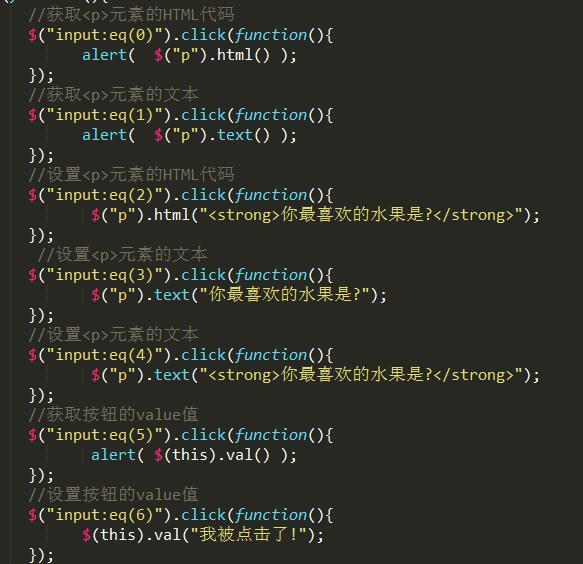 //获取<p>元素的HTML代码
$("input:eq(0)").click(function(){
alert(  $("p").html() );
});
//获取<p>元素的文本
$("input:eq(1)").click(function(){
alert(  $("p").text() );
});
//设置<p>元素的HTML代码
$("input:eq(2)").click(function(){
$("p").html("<strong>你最喜欢的水果是?</strong>");
});
//设置<p>元素的文本
$("input:eq(3)").click(function(){
$("p").text("你最喜欢的水果是?");
});
//设置<p>元素的文本
$("input:eq(4)").click(function(){
$("p").text("<strong>你最喜欢的水果是?</strong>");
});
//获取按钮的value值
$("input:eq(5)").click(function(){
alert( $(this).val() );
});
//设置按钮的value值
$("input:eq(6)").click(function(){
$(this).val("我被点击了!");
});